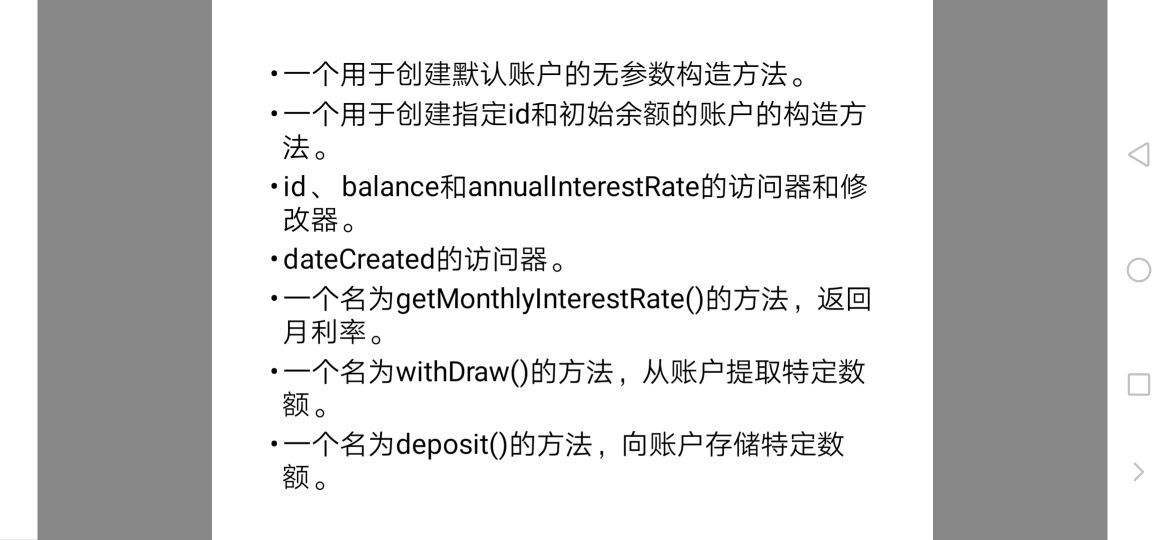 •一个用于创建默认账户的无参数构造方法。
•一个用于创建指定id和初始余额的账户的构造方
法。
•id、balance和annualInterestRate的访问器和修
改器。
•dateCreated的访问器。
•一个名为getMonthlyInterestRate()的方法，返回
月利率。
•一个名为withDraw()的方法，从账户提取特定数
额。
•一个名为deposit()的方法，向账户存储特定数
额。